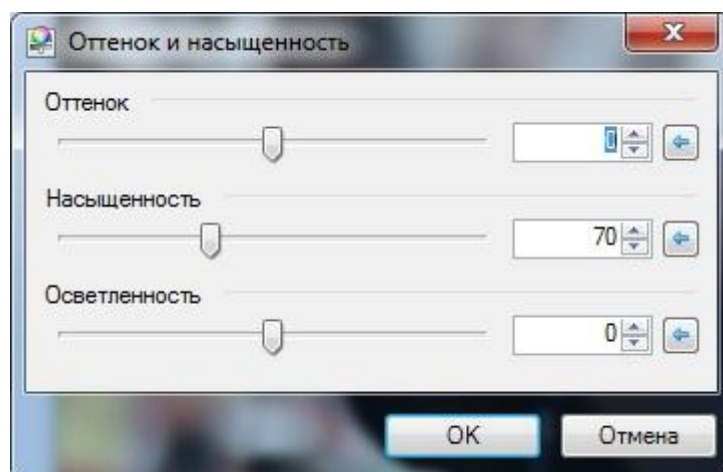 Оттенок и насыщенность
Оттенок
0
Насыщенность
70
Осветленность
0
OK
Отмена